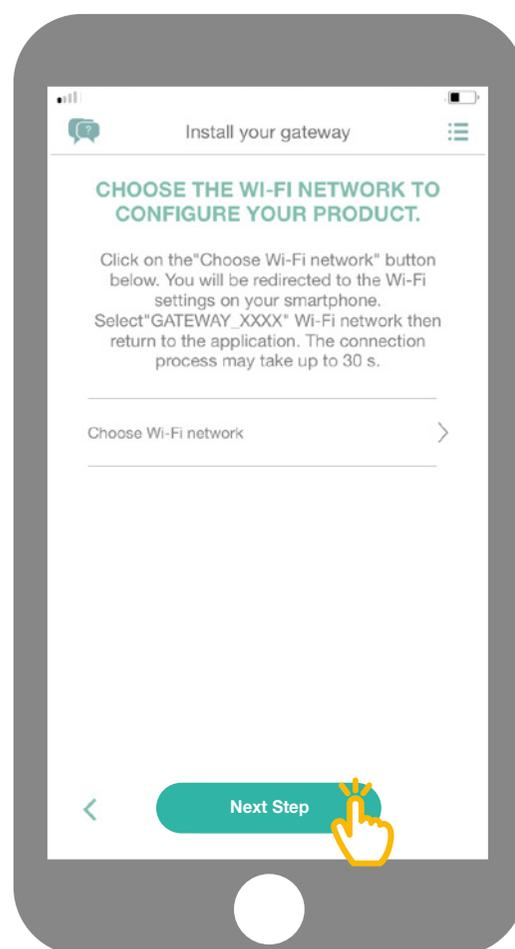 ?
Install your gateway
CHOOSE THE WI-FI NETWORK TO
CONFIGURE YOUR PRODUCT.
Click on the"Choose Wi-Fi network" button
below. You will be redirected to the Wi-Fi
settings on your smartphone.
Select"GATEWAY_XXXX" Wi-Fi network then
return to the application. The connection
process may take up to 30 s.
Choose Wi-Fi network
Next Step